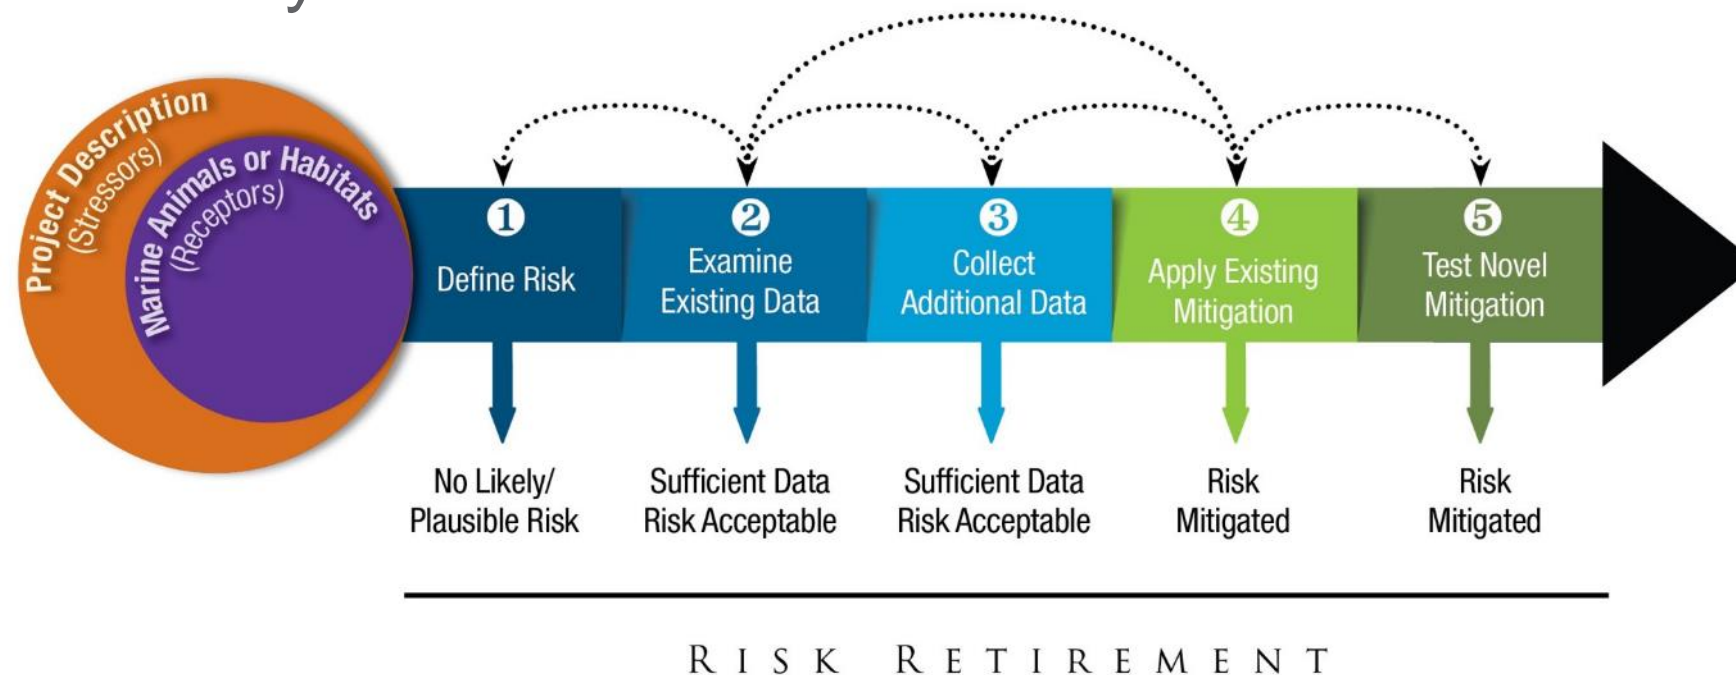 Project Description
(Stressors)
Marine Animals or Habitats
(Receptors)
1
Define Risk
2
Examine
Existing Data
3
Collect
Additional Data
4
Apply Existing
Mitigation
5
Test Novel
Mitigation
No Likely/
Plausible Risk
Sufficient Data
Risk Acceptable
Sufficient Data
Risk Acceptable
Risk
Mitigated
Risk
Mitigated
RISK RETIREMENT